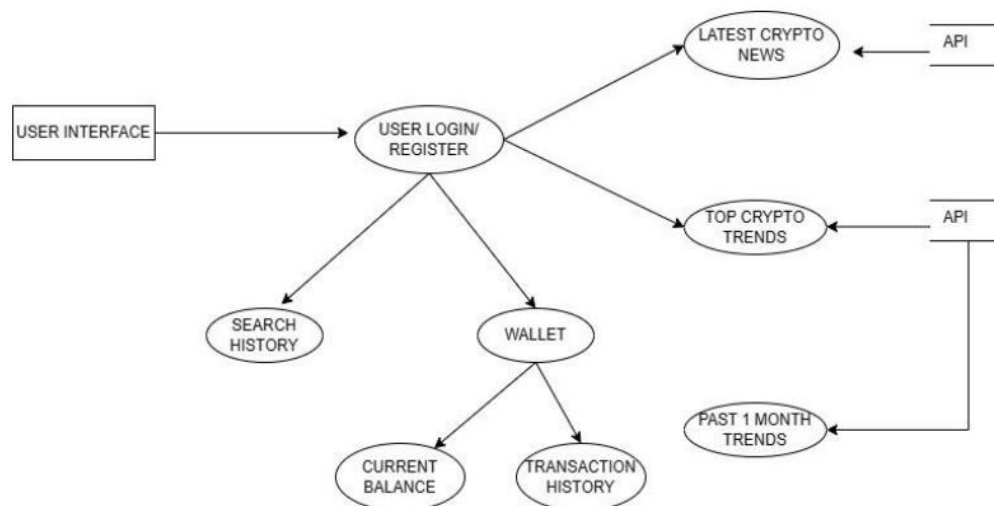 LATEST CRYPTO
NEWS
API
USER INTERFACE
USER LOGIN/
REGISTER
TOP CRYPTO
TRENDS
API
SEARCH
HISTORY
WALLET
PAST 1 MONTH
TRENDS
CURRENT
BALANCE
TRANSACTION
HISTORY